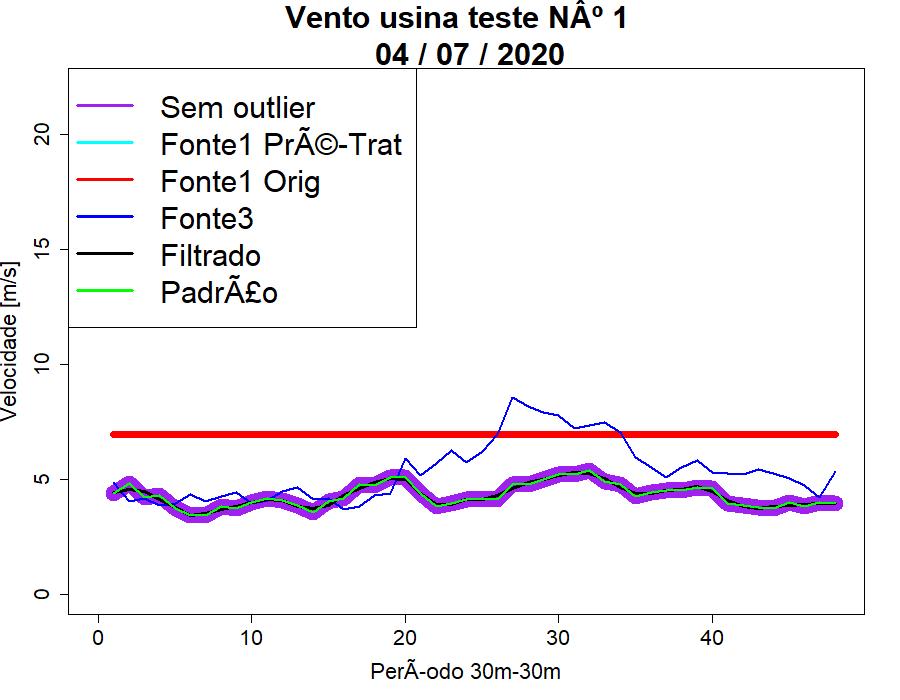 Vento usina teste NÂº 1
04 / 07 / 2020
Sem outlier
Fonte1 PrÃ©-Trat
Fonte1 Orig
Fonte3
Filtrado
PadrÃ£o
Velocidade [m/s]
20
15
10
5
0
0 10 20 30 40
PerÃ-odo 30m-30m